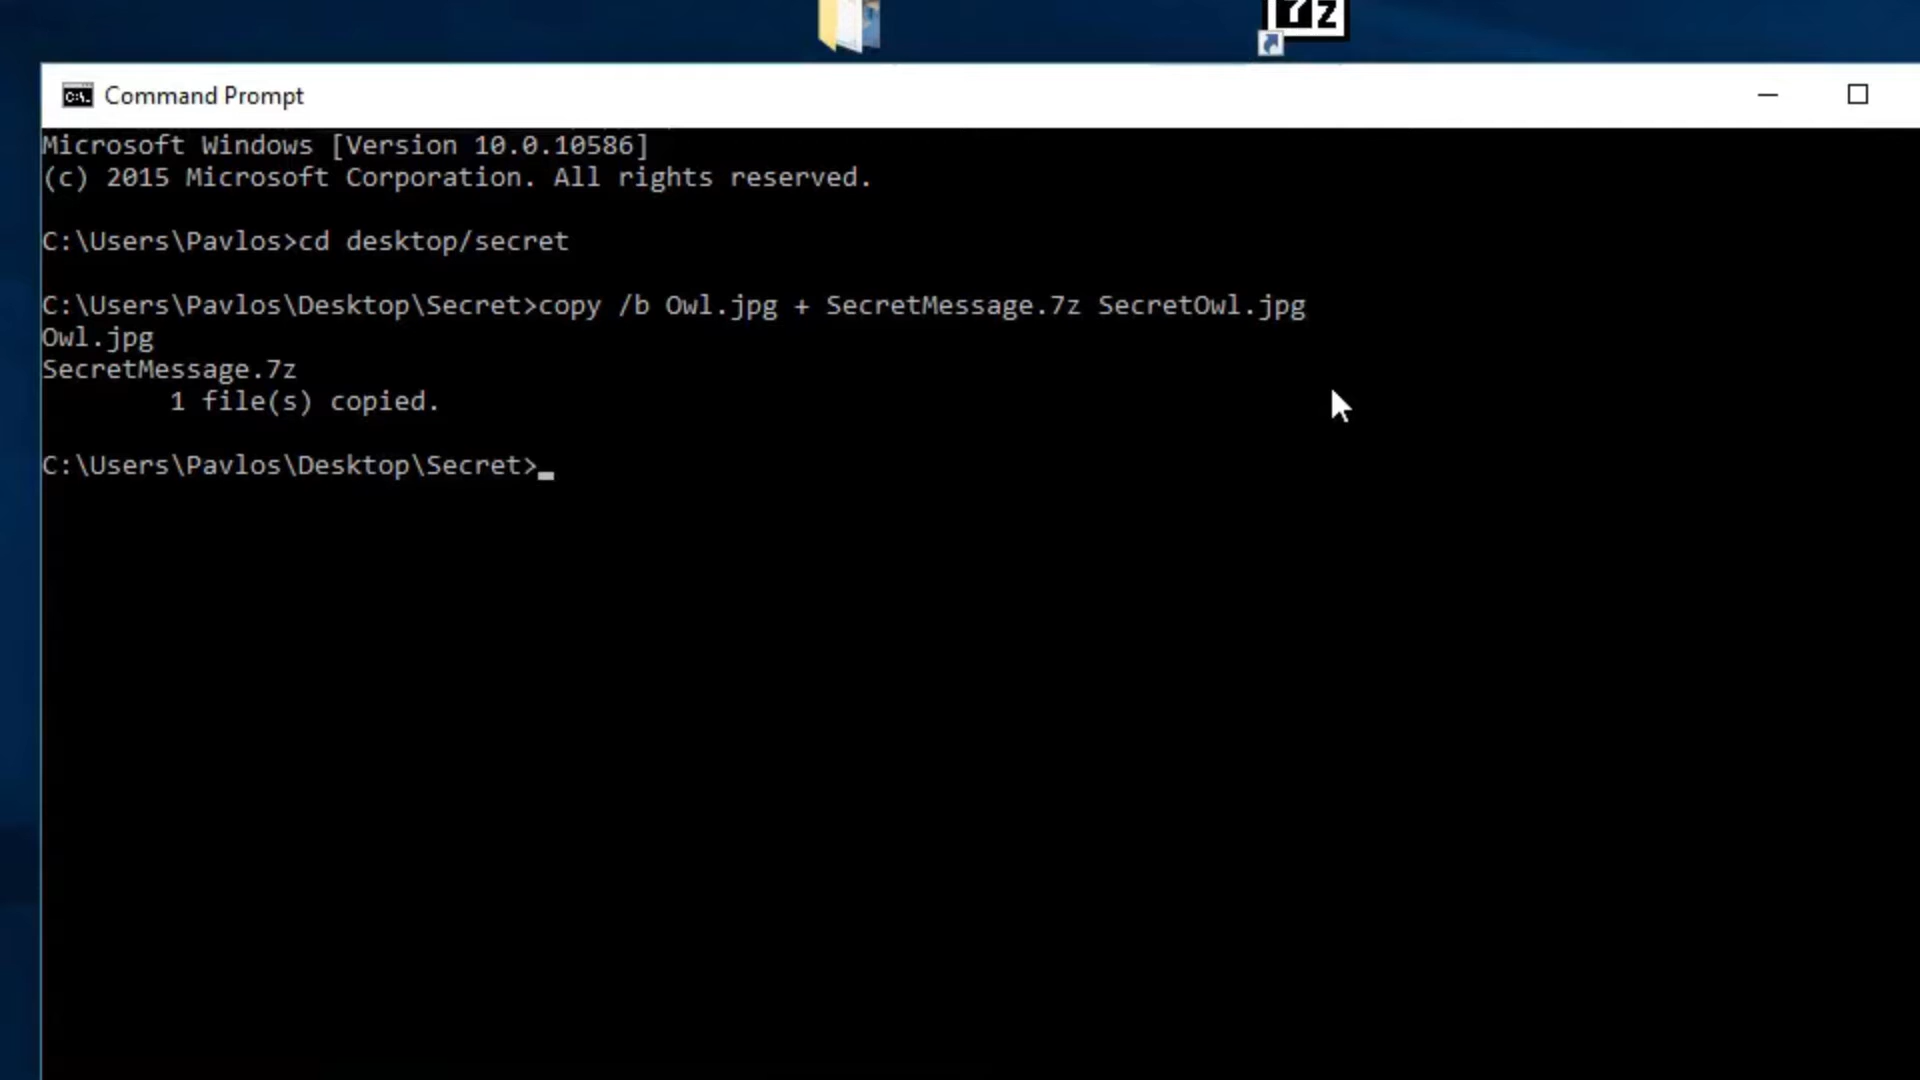 7z
Command Prompt
Microsoft Windows [Version 10.0.10586]
(c) 2015 Microsoft Corporation. All rights reserved.
C:\Users\Pavlos>cd desktop/secret
C:\Users\Pavlos\Desktop\Secret>copy /b Owl.jpg + SecretMessage.7z SecretOwl.jpg
Owl.jpg
SecretMessage.7z
1 file(s) copied.
C:\Users\Pavlos\Desktop\Secret>